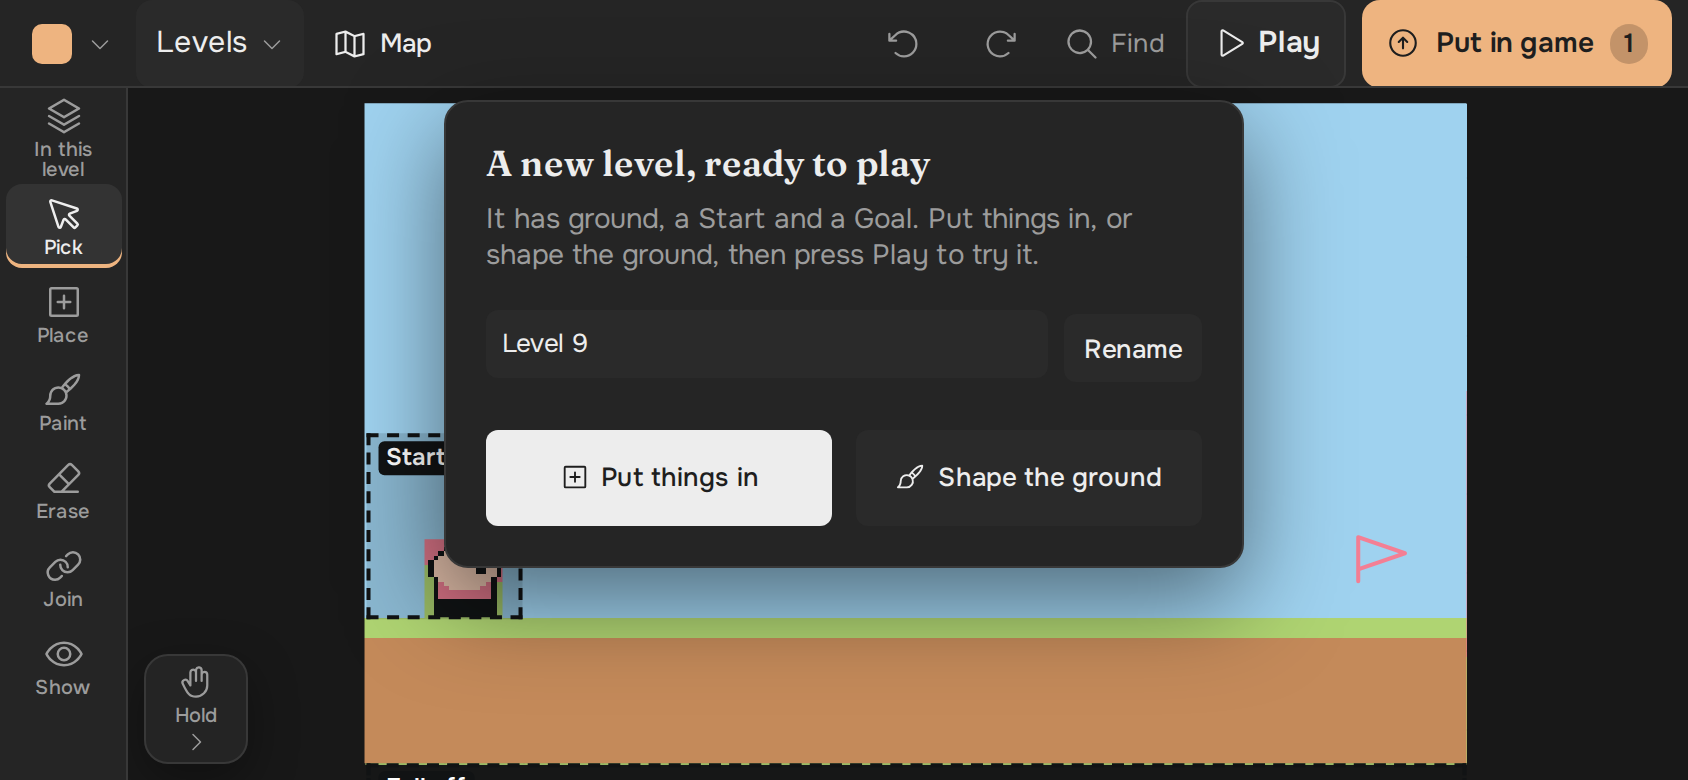 Levels
Map
Find
Play
Put in game
1
In this
level
Pick
Place
Paint
Erase
Join
Show
Hold
A new level, ready to play
It has ground, a Start and a Goal. Put things in, or
shape the ground, then press Play to try it.
Level 9
Rename
Put things in
Shape the ground
Start